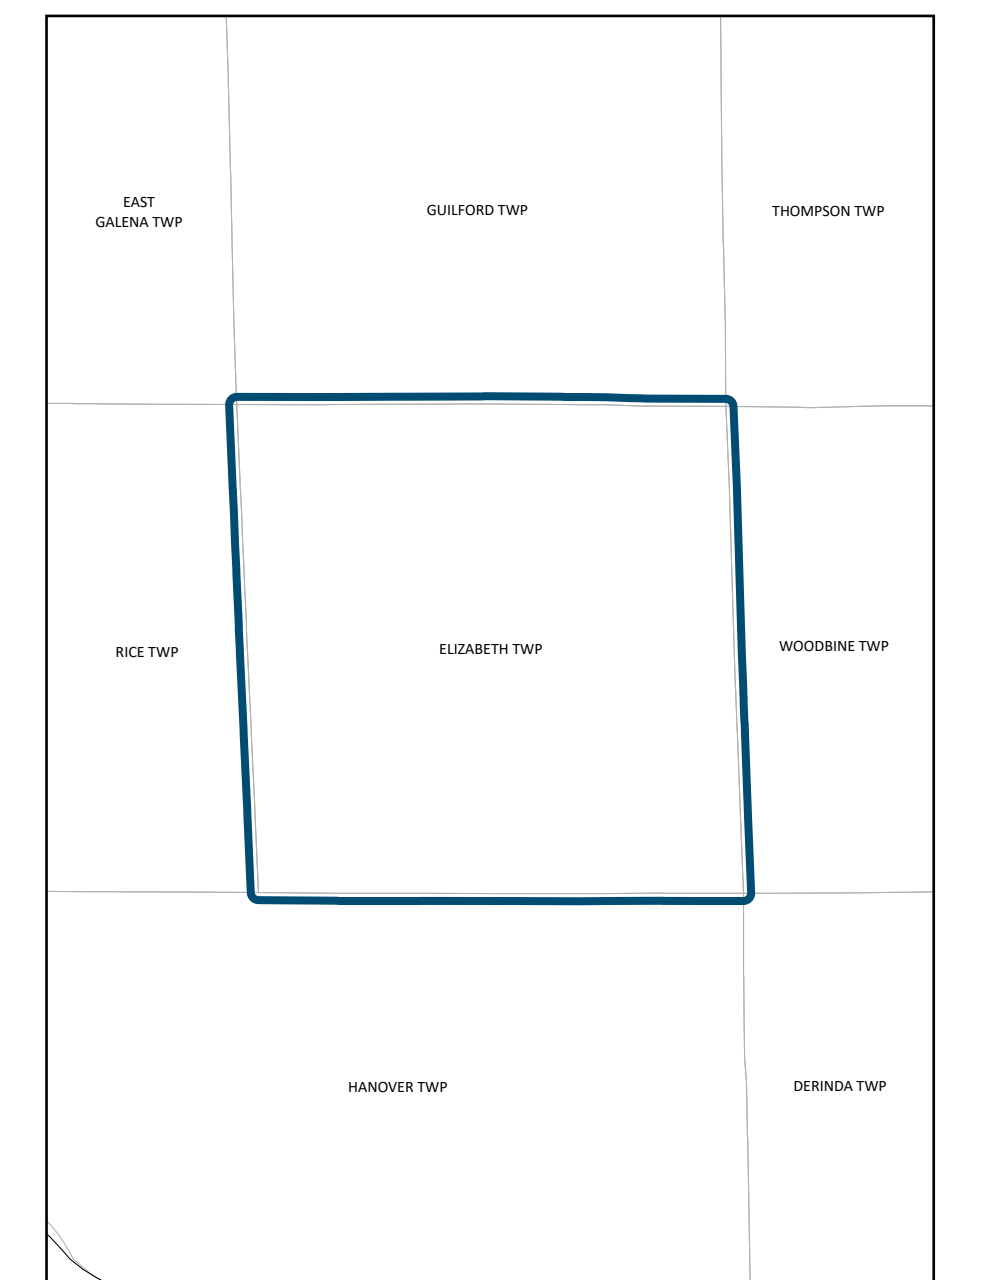 EAST
GALENA TWP
GUILFORD TWP
THOMPSON TWP
RICE TWP
ELIZABETH TWP
WOODBINE TWP
HANOVER TWP
DERINDA TWP